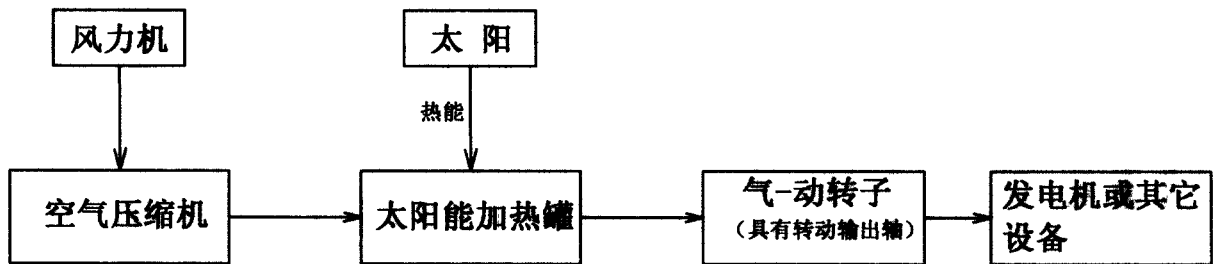 风力机
太 阳
热能
空气压缩机
太阳能加热罐
气-动转子
（具有转动输出轴）
发电机或其它
设备